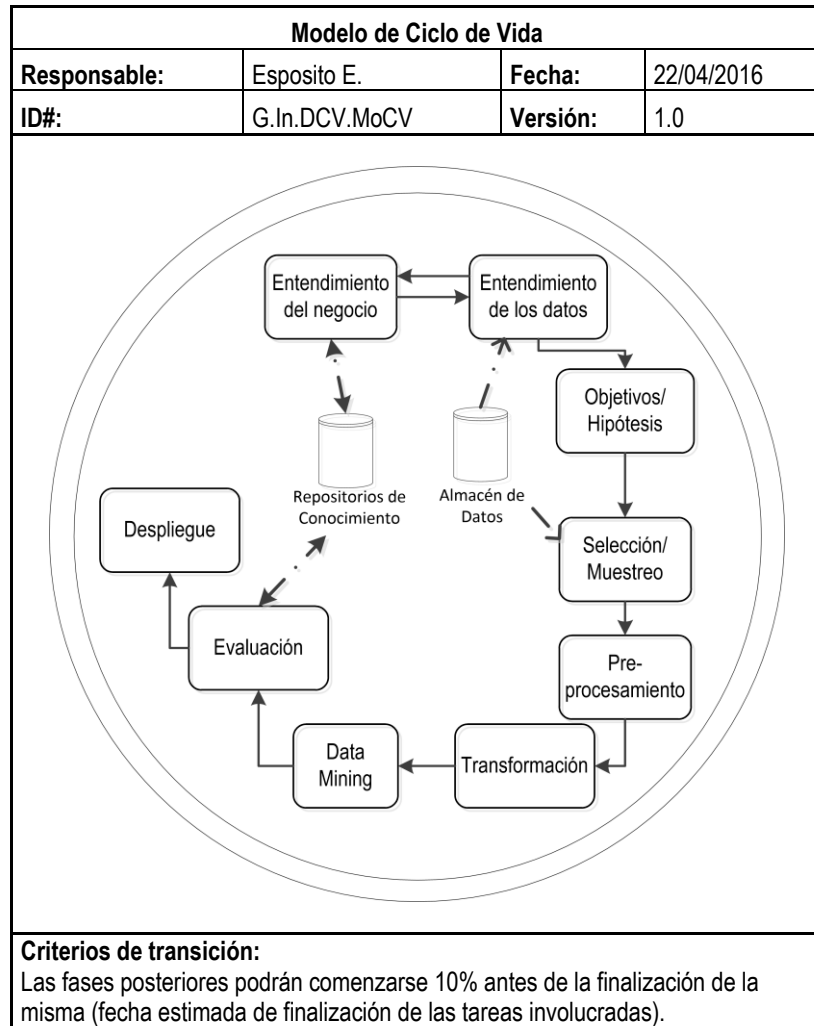 Modelo de Ciclo de Vida
Responsable: Esposito E. Fecha: 22/04/2016
ID#: G.In.DCV.MoCV Versión: 1.0
Entendimiento
del negocio
Entendimiento
de los datos
Objetivos/
Hipótesis
Repositorios de
Conocimiento
Almacén de
Datos
Despliegue
Selección/
Muestreo
Evaluación
Pre-
procesamiento
Data
Mining
Transformación
Criterios de transición:
Las fases posteriores podrán comenzarse 10% antes de la finalización de la
misma (fecha estimada de finalización de las tareas involucradas).